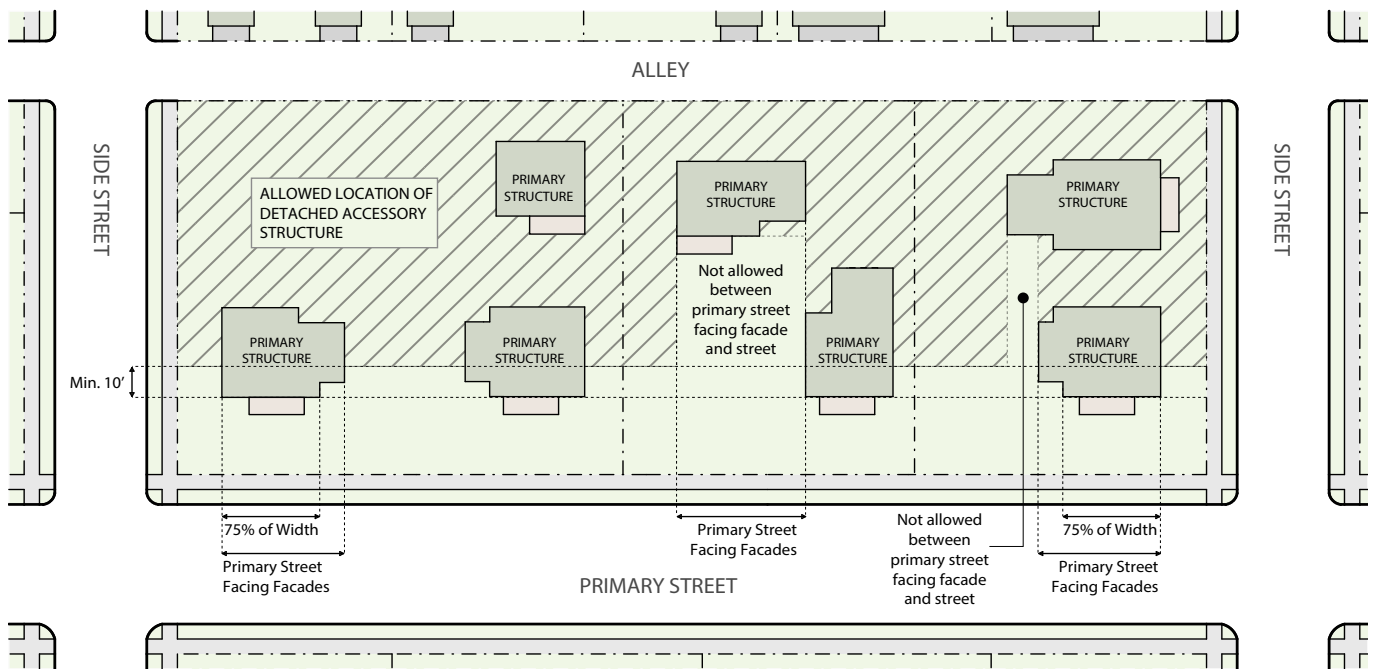 ALLEY
SIDE STREET
SIDE STREET
ALLOWED LOCATION OF
DETACHED ACCESSORY
STRUCTURE
PRIMARY
STRUCTURE
PRIMARY
STRUCTURE
PRIMARY
STRUCTURE
Not allowed
between
primary street
facing facade
and street
PRIMARY
STRUCTURE
PRIMARY
STRUCTURE
PRIMARY
STRUCTURE
PRIMARY
STRUCTURE
Min. 10’
75% of Width
Primary Street
Facing Facades
Primary Street
Facing Facades
Not allowed
between
primary street
facing facade
and street
75% of Width
Primary Street
Facing Facades
PRIMARY STREET